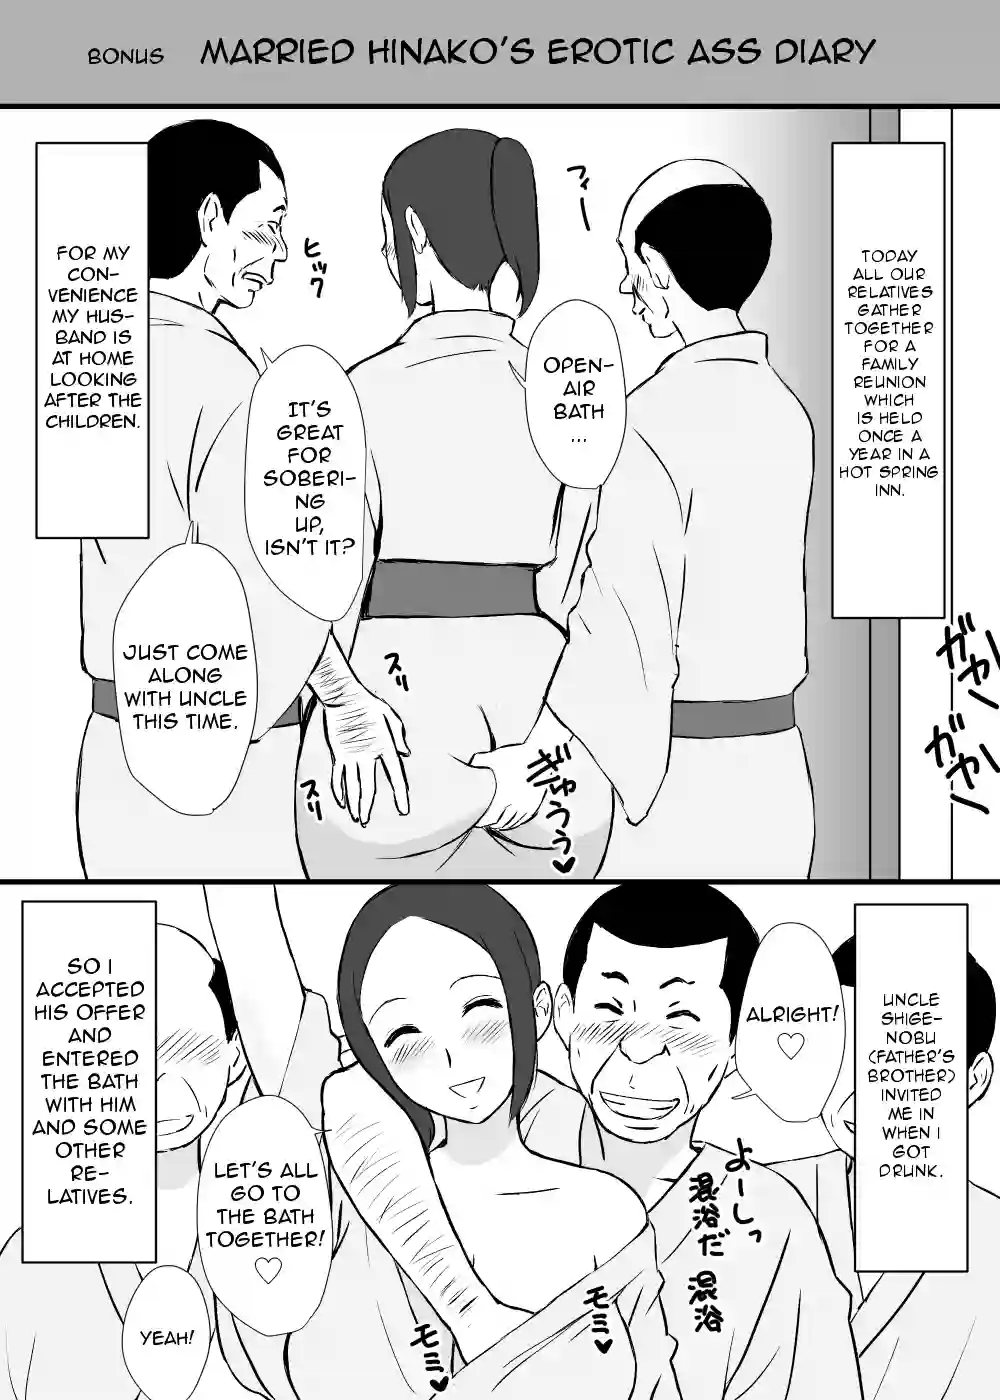 BONUS MARRIED HINAKO'S EROTIC ASS DIARY
TODAY
ALL OUR
RELATIVES
GATHER
TOGETHER
FOR A
FAMILY
REUNION
WHICH
IS HELD
ONCE A
YEAR IN A
HOT SPRING
INN.
フィー…
OPEN-
AIR
BATH
...
ヒック
IT'S
GREAT
FOR
SOBERI-
NG
UP,
ISN'T IT?
FOR MY
CON-
VENIENCE
MY HUS-
BAND IS
AT HOME
LOOKING
AFTER THE
CHILDREN.
JUST COME
ALONG
WITH UNCLE
THIS TIME.
ガヤ
ガヤ
スリ
スリ
ぎゅうぅ♥
UNCLE
SHIGE-
NOBU
(FATHER'S
BROTHER)
INVITED
ME IN
WHEN I
GOT
DRUNK.
ALRIGHT!
♡
よーしっ
混浴だ
混浴
SO I
ACCEPTED
HIS OFFER
AND
ENTERED
THE BATH
WITH HIM
AND SOME
OTHER
RE-
LATIVES.
LET'S ALL
GO TO
THE BATH
TOGETHER!
♡
YEAH!
モミ♥
モミ♥